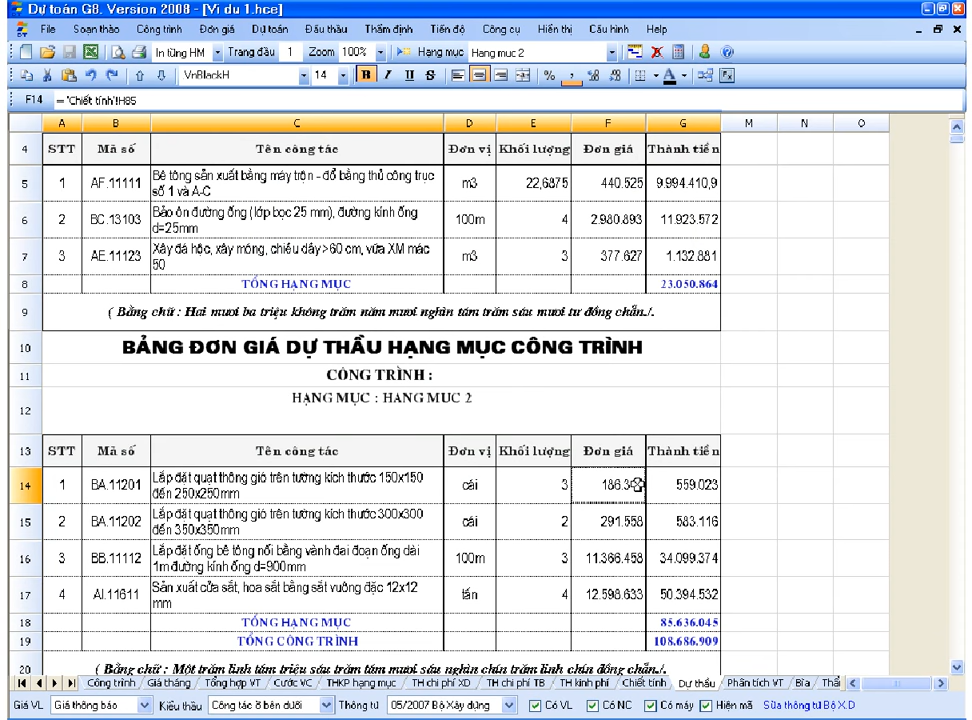 Dự toán G8. Version 2008 - [Vi du 1.hce]
File Soạn thảo Công trình Đơn giá Dự toán Đấu thầu Thẩm định Tiến độ Công cụ Hiển thị Cấu hình Help
In từng HM Trang đầu 1 Zoom 100% Hạng mục Hạng mục 2
VnBlackH 14 B I U S % ,
F14 = 'Chiết tính'!H85
A B C D E F G M N O
4 STT Mã số Tên công tác Đơn vị Khối lượng Đơn giá Thành tiền
5 1 AF.11111 Bê tông sản xuất bằng máy trộn - đổ bằng thủ công trục số 1 và A-C m3 22,6875 440.525 9.994.410,9
6 2 BC.13103 Bảo ôn đường ống (lớp bọc 25 mm), đường kính ống d=25mm 100m 4 2.980.893 11.923.572
7 3 AE.11123 Xây đá hộc, xây móng, chiều dầy >60 cm, vữa XM mác 50 m3 3 377.627 1.132.881
8 TỔNG HẠNG MỤC 23.050.864
9 ( Bằng chữ : Hai mươi ba triệu không trăm năm mươi nghìn tám trăm sáu mươi tư đồng chẵn./.
10 BẢNG ĐƠN GIÁ DỰ THẦU HẠNG MỤC CÔNG TRÌNH
11 CÔNG TRÌNH :
12 HẠNG MỤC : HẠNG MỤC 2
13 STT Mã số Tên công tác Đơn vị Khối lượng Đơn giá Thành tiền
14 1 BA.11201 Lắp đặt quạt thông gió trên tường kích thước 150x150 đến 250x250mm cái 3 559.023
15 2 BA.11202 Lắp đặt quạt thông gió trên tường kích thước 300x300 đến 350x350mm cái 2 291.558 583.116
16 3 BB.11112 Lắp đặt ống bê tông nối bằng vành đai đoạn ống dài 1m đường kính ống d=900mm 100m 3 11.366.458 34.099.374
17 4 AI.11611 Sản xuất cửa sắt, hoa sắt bằng sắt vuông đặc 12x12 mm tấn 4 12.598.633 50.394.532
18 TỔNG HẠNG MỤC 85.636.045
19 TỔNG CÔNG TRÌNH 108.686.909
20 ( Bằng chữ : Một trăm linh tám triệu sáu trăm tám mươi sáu nghìn chín trăm linh chín đồng chẵn./.
Công trình Giá tháng Tổng hợp VT Cước VC THKP hạng mục TH chi phí XD TH chi phí TB TH kinh phí Chiết tính Dự thầu Phân tích VT Bìa Thẩ
Giá VL Giá thông báo Kiểu thầu Công tác ở bên dưới Thông tư 05/2007 Bộ Xây dựng Có VL Có NC Có máy Hiện mã Sửa thông tư Bộ X.D